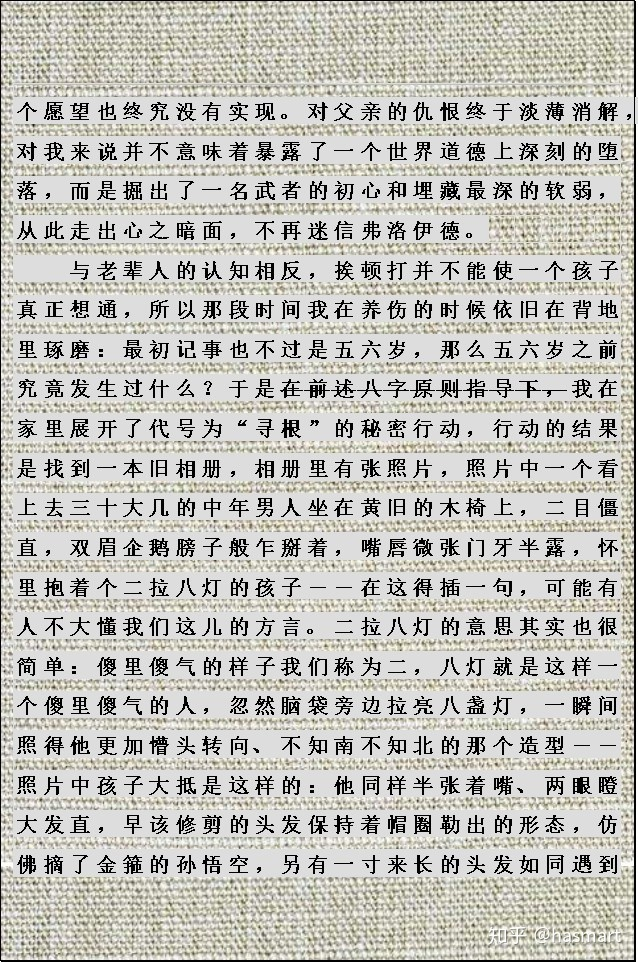 个愿望也终究没有实现。对父亲的仇恨终于淡薄消解，
对我来说并不意味着暴露了一个世界道德上深刻的堕
落，而是掘出了一名武者的初心和埋藏最深的软弱，
从此走出心之暗面，不再迷信弗洛伊德。
与老辈人的认知相反，挨顿打并不能使一个孩子
真正想通，所以那段时间我在养伤的时候依旧在背地
里琢磨：最初记事也不过是五六岁，那么五六岁之前
究竟发生过什么？于是在前述八字原则指导下，我在
家里展开了代号为“寻根”的秘密行动，行动的结果
是找到一本旧相册，相册里有张照片，照片中一个看
上去三十大几的中年男人坐在黄旧的木椅上，二目僵
直，双眉企鹅膀子般乍掰着，嘴唇微张门牙半露，怀
里抱着个二拉八灯的孩子——在这得插一句，可能有
人不大懂我们这儿的方言。二拉八灯的意思其实也很
简单：傻里傻气的样子我们称为二，八灯就是这样一
个傻里傻气的人，忽然脑袋旁边拉亮八盏灯，一瞬间
照得他更加懵头转向、不知南不知北的那个造型——
照片中孩子大抵是这样的：他同样半张着嘴、两眼瞪
大发直，早该修剪的头发保持着帽圈勒出的形态，仿
佛摘了金箍的孙悟空，另有一寸来长的头发如同遇到
知乎 @hasmart